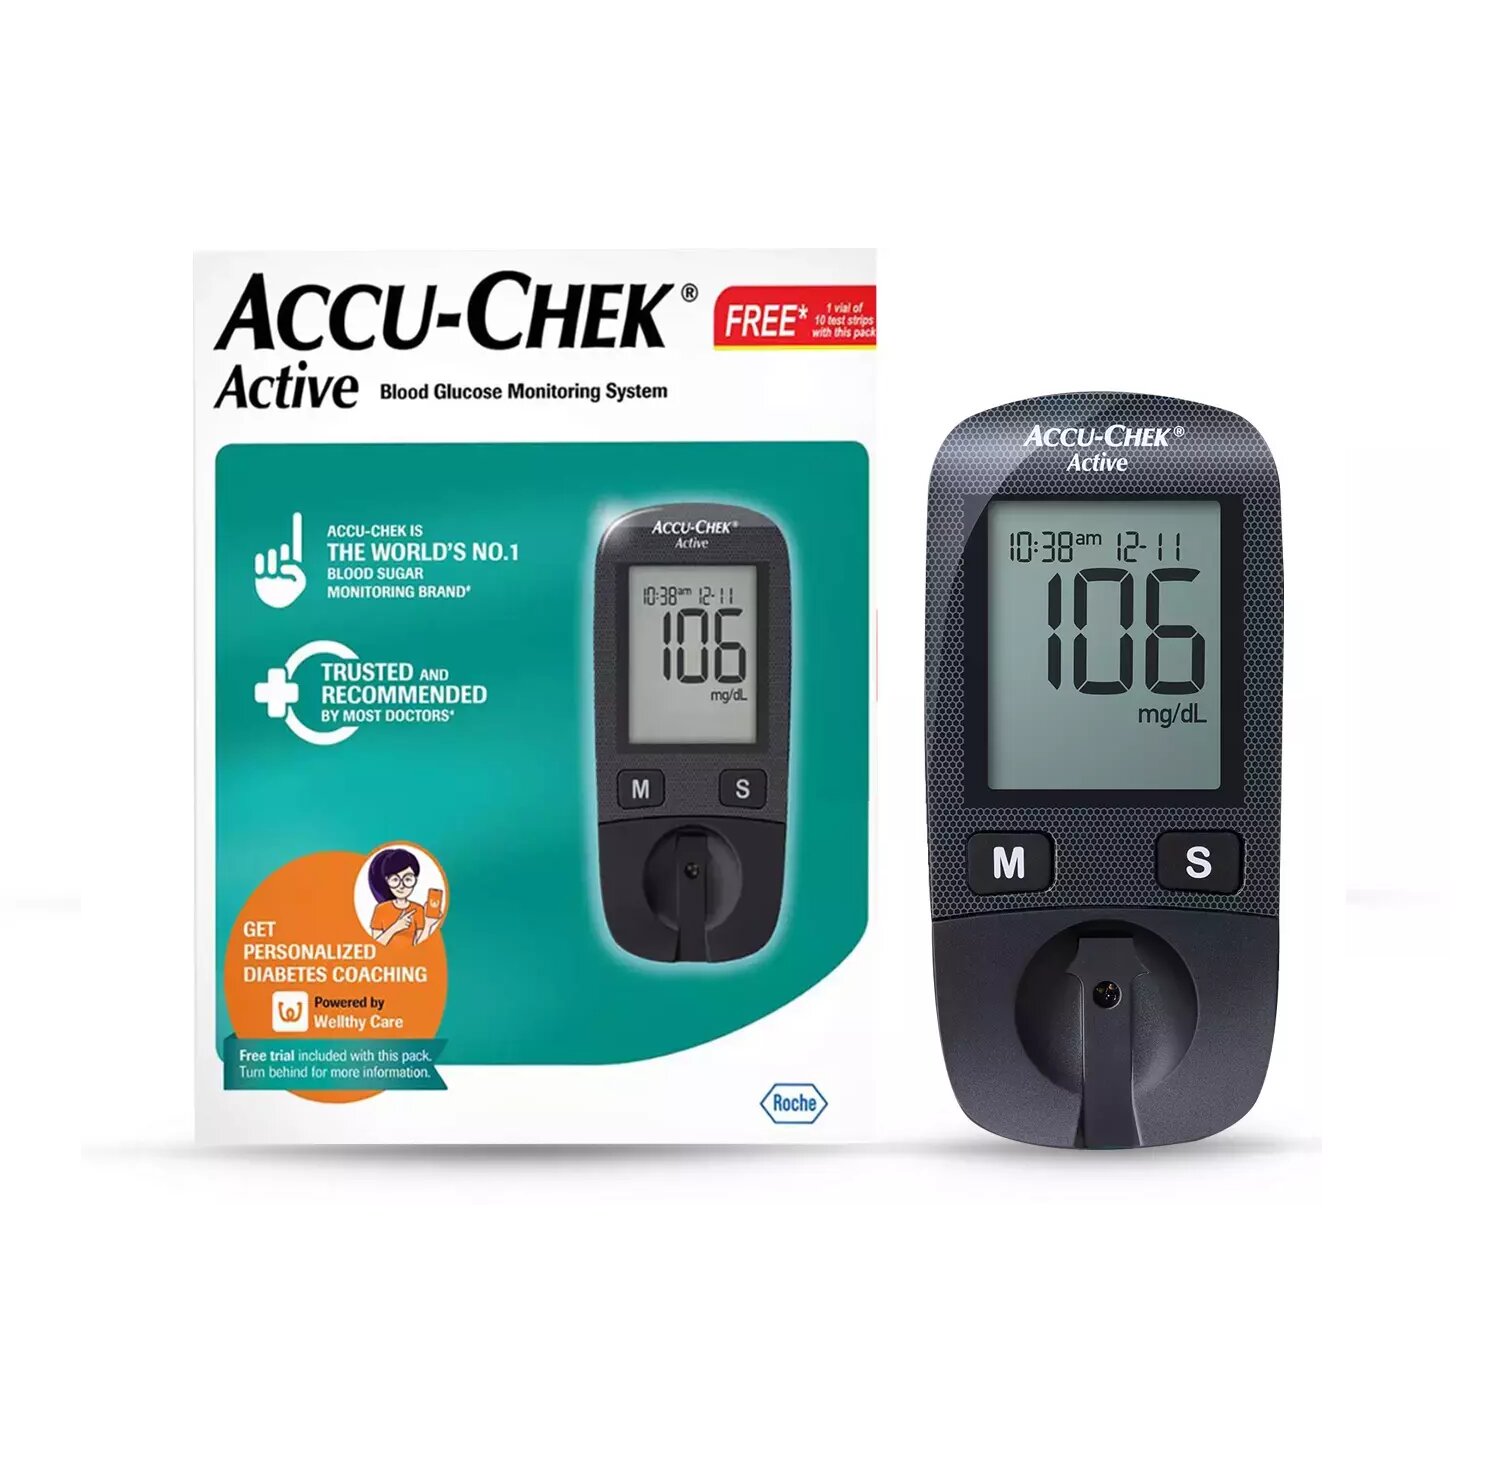 ACCU-CHEK®
Active Blood Glucose Monitoring System
FREE* 1 vial of
10 test strips
with this pack
ACCU-CHEK IS
THE WORLD'S NO.1
BLOOD SUGAR
MONITORING BRAND*
TRUSTED AND
RECOMMENDED
BY MOST DOCTORS*
ACCU-CHEK®
Active
10:38am 12-11
106
mg/dL
M S
GET
PERSONALIZED
DIABETES COACHING
Powered by
Wellthy Care
Free trial included with this pack.
Turn behind for more information.
Roche
ACCU-CHEK®
Active
10:38am 12-11
106
mg/dL
M S